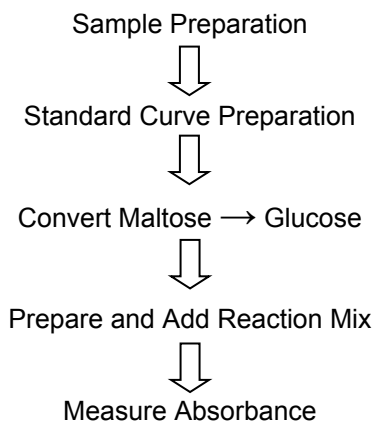 Sample Preparation
Standard Curve Preparation
Convert Maltose → Glucose
Prepare and Add Reaction Mix
Measure Absorbance